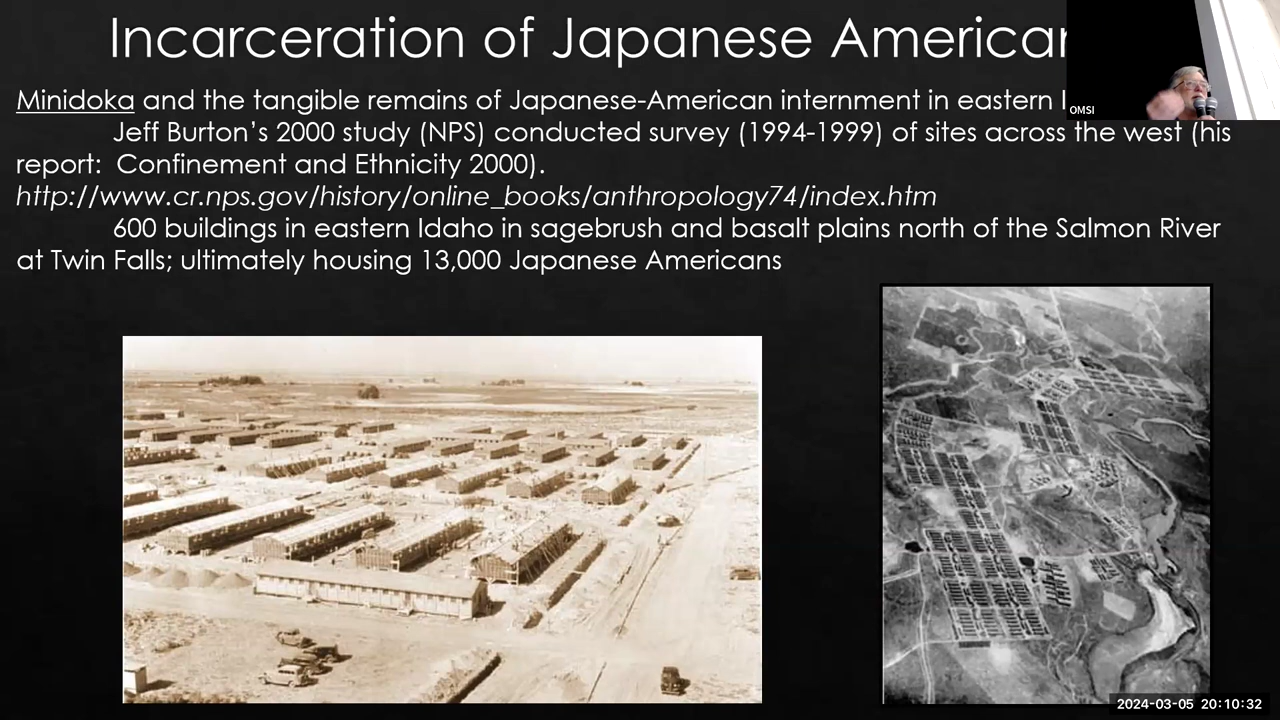 Incarceration of Japanese
OMSI
Minidoka and the tangible remains of Japanese-American internment in eastern
Jeff Burton's 2000 study (NPS) conducted survey (1994-1999) of sites across the west (his
report: Confinement and Ethnicity 2000).
http://www.cr.nps.gov/history/online_books/anthropology74/index.htm
600 buildings in eastern Idaho in sagebrush and basalt plains north of the Salmon River
at Twin Falls; ultimately housing 13,000 Japanese Americans
2024-03-05 20:10:32